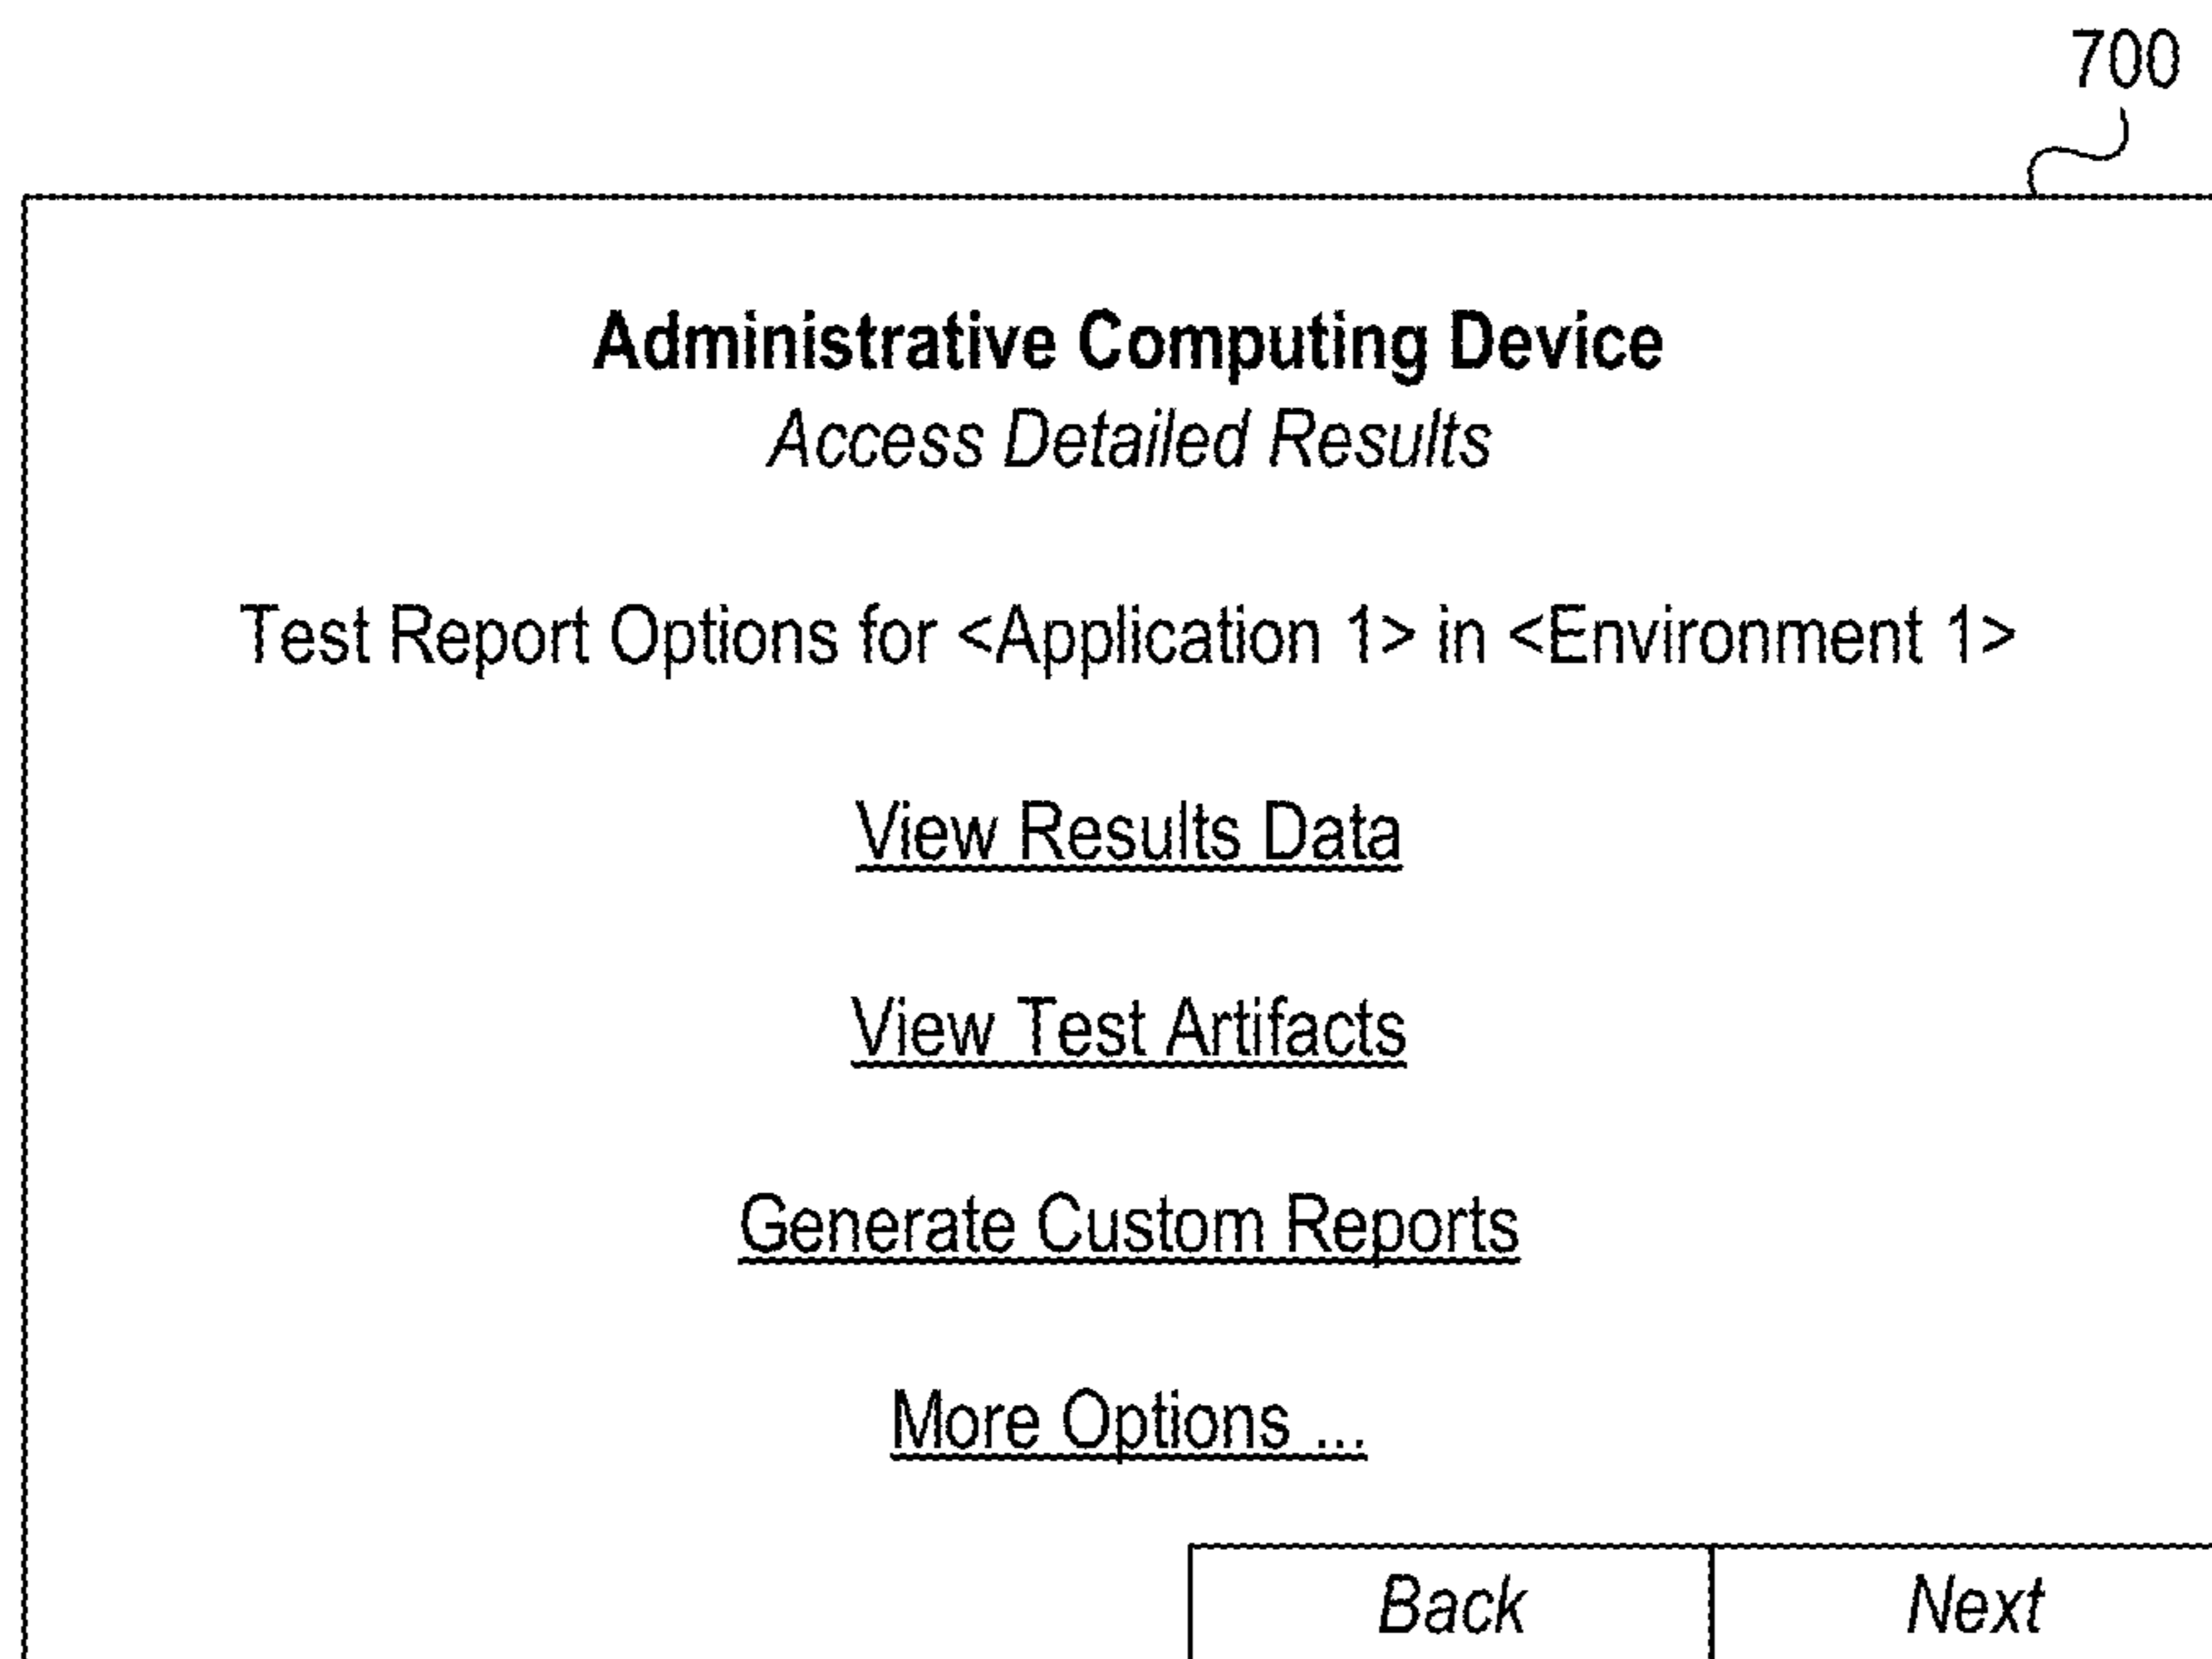 700
Administrative Computing Device
Access Detailed Results
Test Report Options for <Application 1> in <Environment 1>
View Results Data
View Test Artifacts
Generate Custom Reports
More Options ...
Back Next